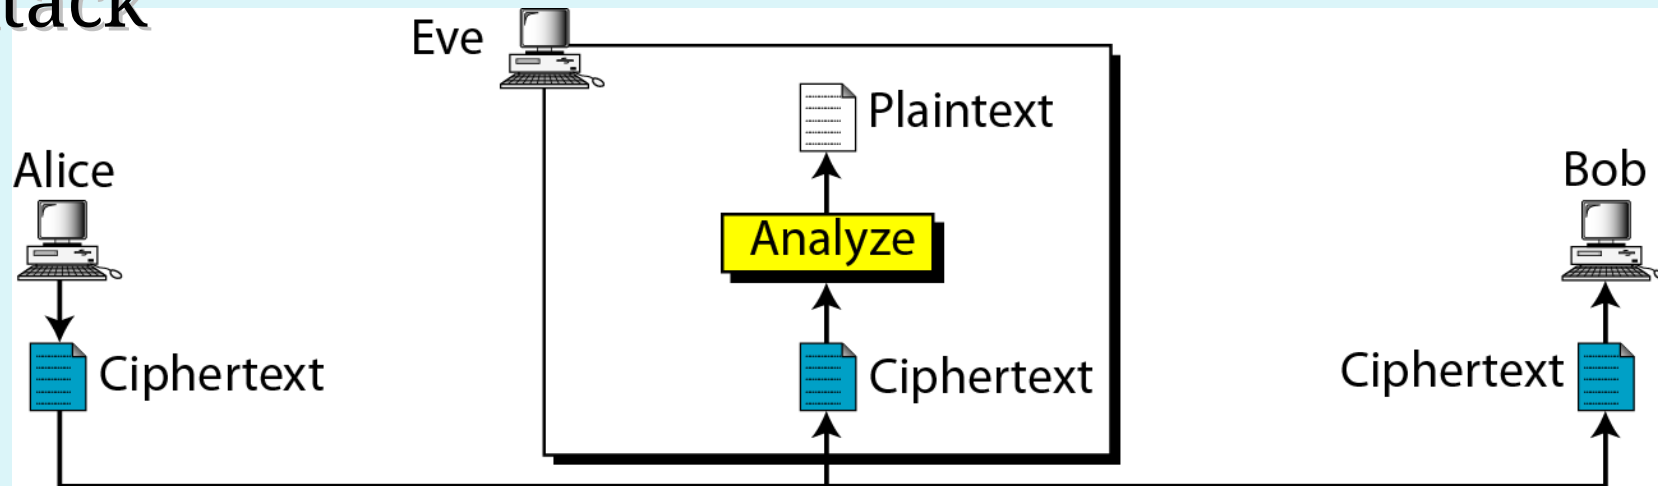 Eve
Plaintext
Alice
Bob
Analyze
Ciphertext
Ciphertext
Ciphertext